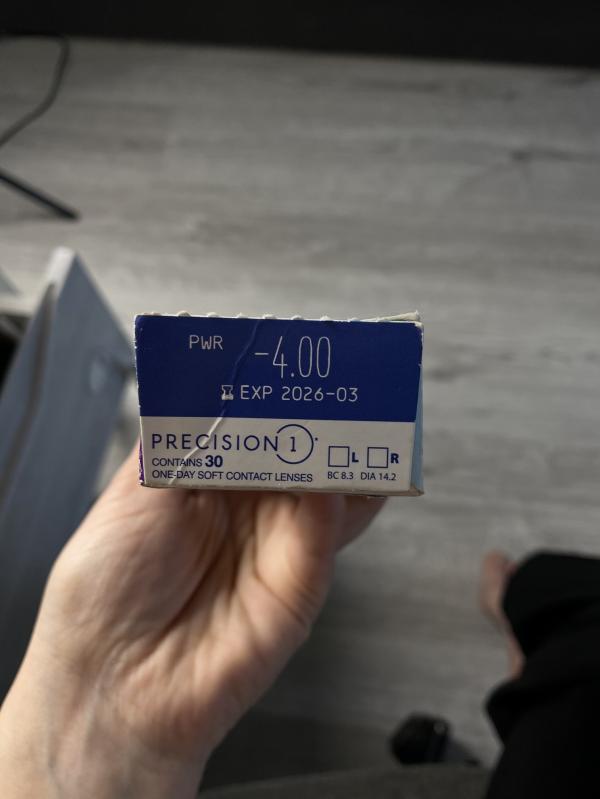 PWR -4.00
EXP 2026-03
PRECISION 1
CONTAINS 30
ONE-DAY SOFT CONTACT LENSES
L R
BC 8.3 DIA 14.2